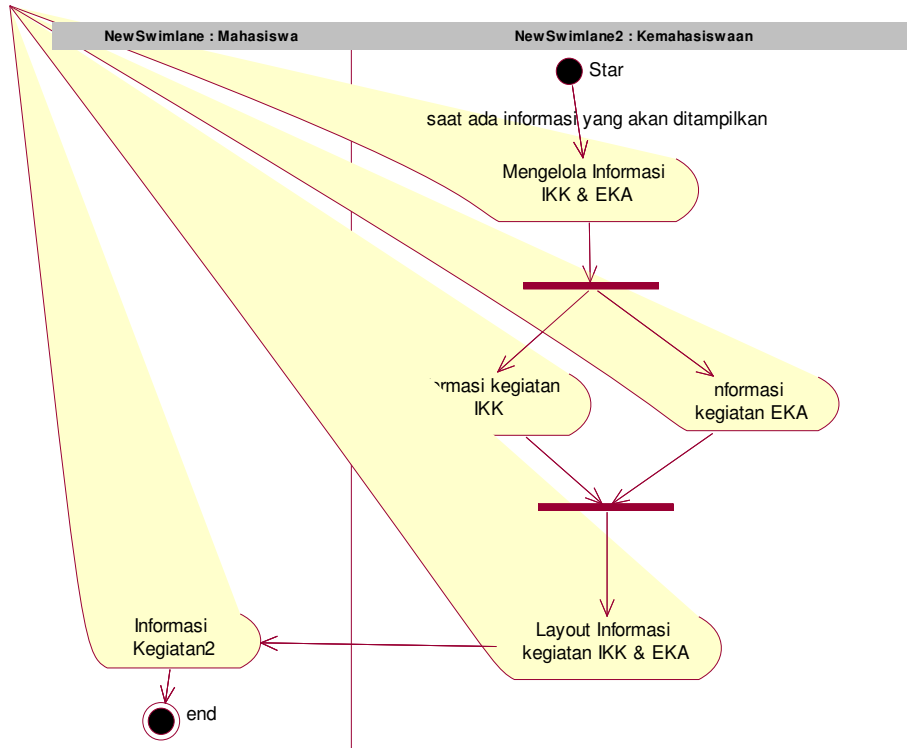 NewSwimlane : Mahasiswa
NewSwimlane2 : Kemahasiswaan
Star
saat ada informasi yang akan ditampilkan
Mengelola Informasi
IKK & EKA
kegiatan
IKK
nformasi
kegiatan EKA
Layout Informasi
kegiatan IKK & EKA
Informasi
Kegiatan2
end